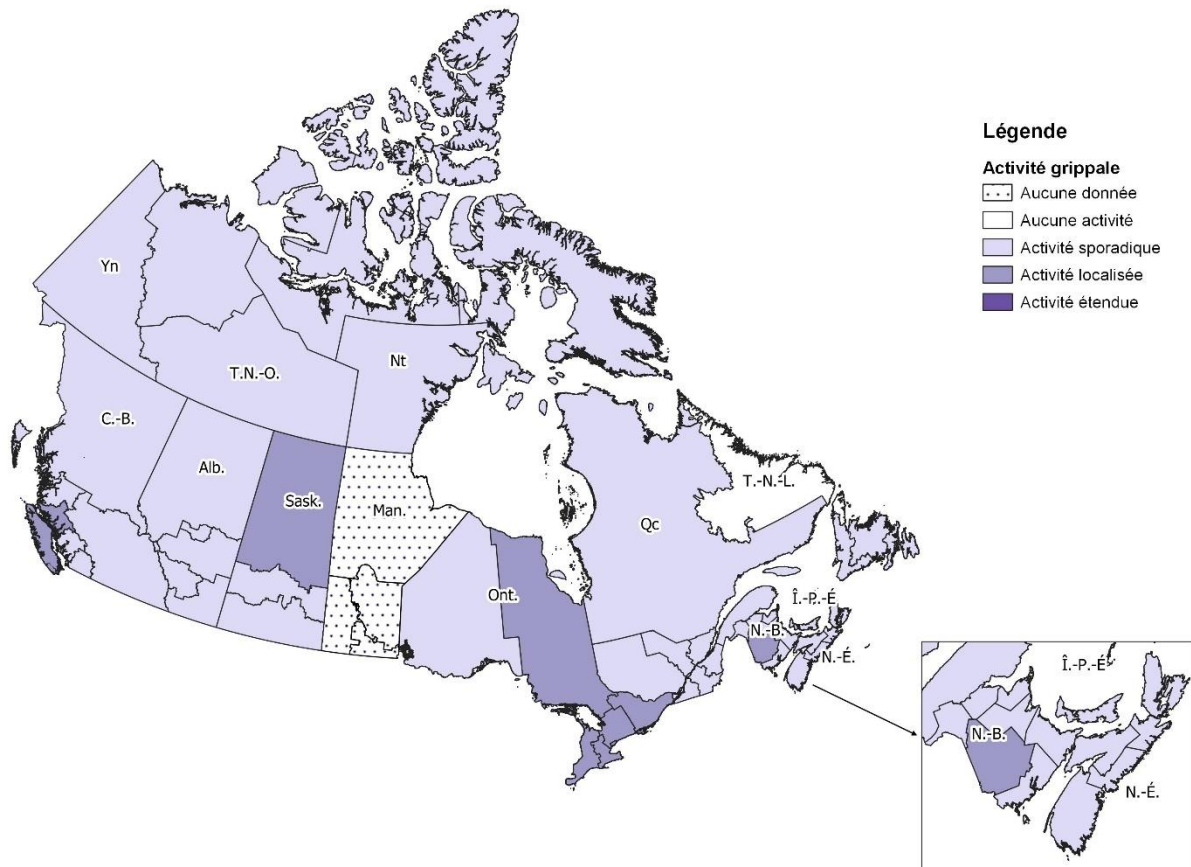 Légende
Activité grippale
Aucune donnée
Aucune activité
Activité sporadique
Activité localisée
Activité étendue
Yn
T.N.-O.
Nt
C.-B.
Alb.
Sask.
Man.
Ont.
Qc
T.-N.-L.
Î.-P.-É
N.-B.
N.-É.
Î.-P.-É
N.-B.
N.-É.